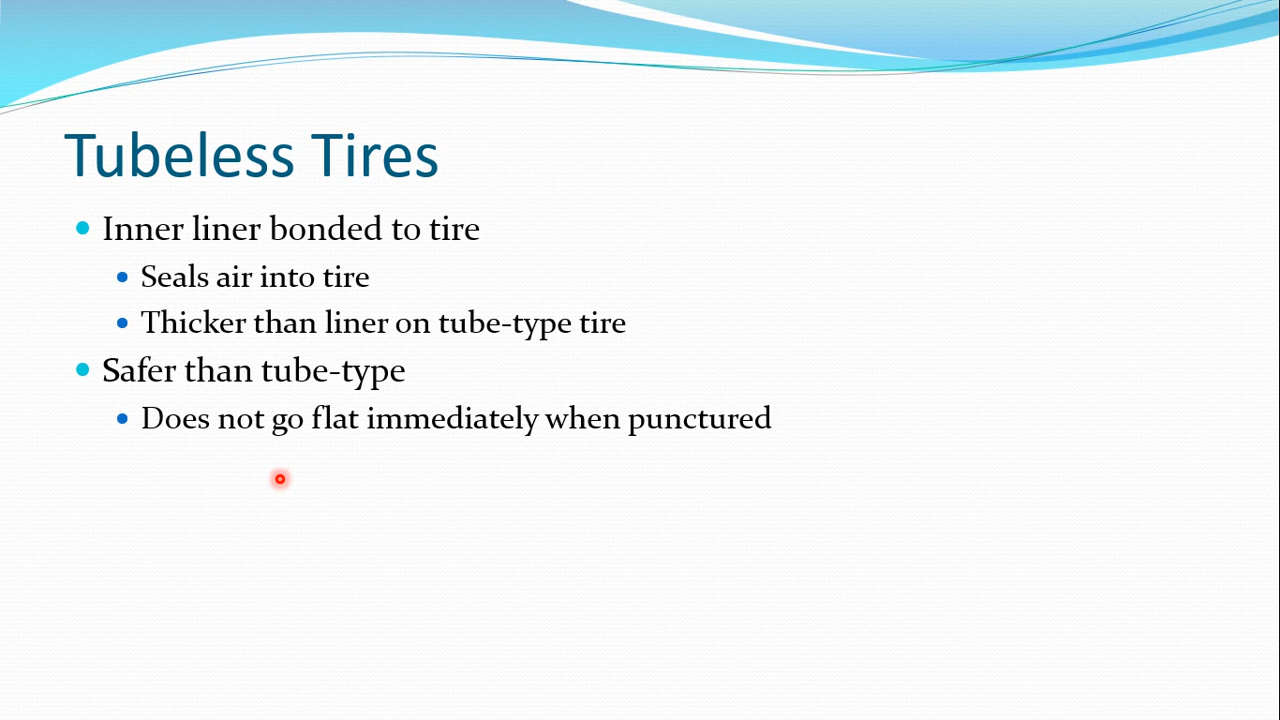 Tubeless Tires
Inner liner bonded to tire
Seals air into tire
Thicker than liner on tube-type tire
Safer than tube-type
Does not go flat immediately when punctured